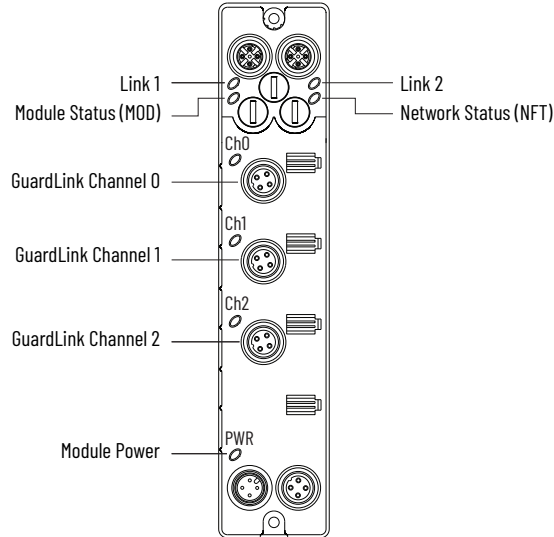 Link 1
Link 2
Module Status (MOD)
Network Status (NFT)
Ch0
GuardLink Channel 0
Ch1
GuardLink Channel 1
Ch2
GuardLink Channel 2
PWR
Module Power